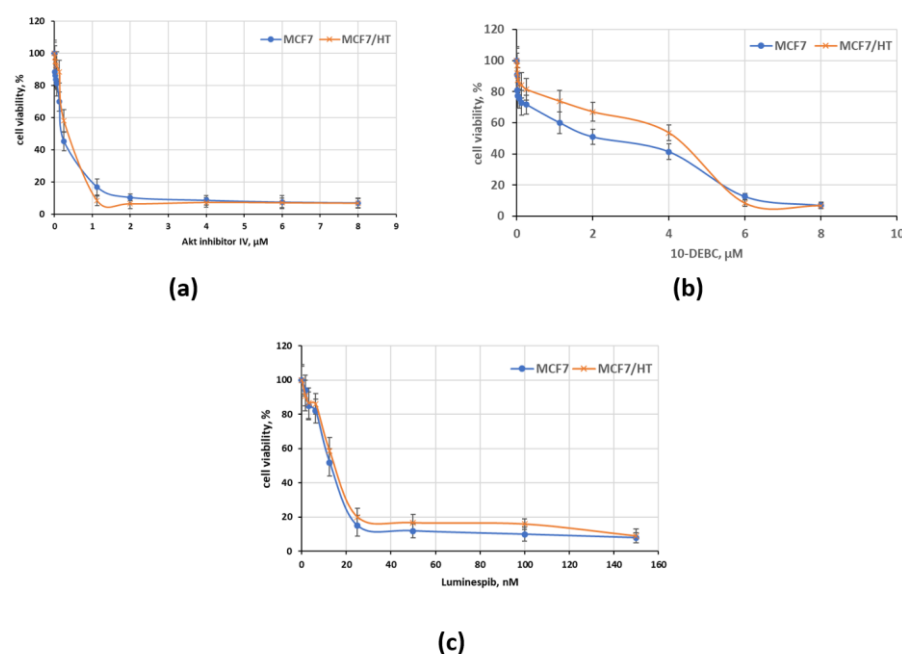 120
100
80
60
40
20
0
cell viability, %
MCF7 MCF7/HT
0 1 2 3 4 5 6 7 8 9
Akt inhibitor IV, µM
(a)
120
100
80
60
40
20
0
cell viability, %
MCF7 MCF7/HT
0 2 4 6 8 10
10-DEBC, µM
(b)
120
100
80
60
40
20
0
cell viability, %
MCF7 MCF7/HT
0 20 40 60 80 100 120 140 160
Luminespib, nM
(c)